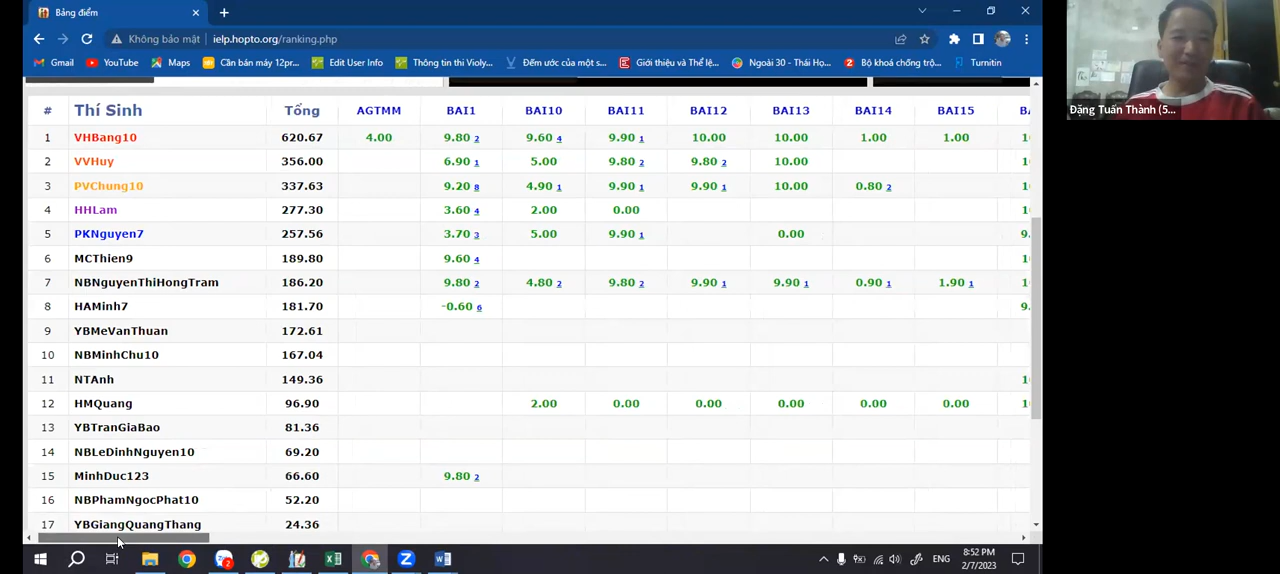 Bảng điểm
Không bảo mật | ielp.hopto.org/ranking.php
Gmail YouTube Maps Căn bán máy 12pr... Edit User Info Thông tin thi Violy... Đếm ước của một s... Giới thiệu và Thể lệ... Ngoài 30 - Thái Họ... Bộ khoá chống trộ... Turnitin
# Thí Sinh Tổng AGTMM BAI1 BAI10 BAI11 BAI12 BAI13 BAI14 BAI15 BA
1 VHBang10 620.67 4.00 9.80 2 9.60 4 9.90 1 10.00 10.00 1.00 1.00 10
2 VVHuy 356.00 6.90 1 5.00 9.80 2 9.80 2 10.00
3 PVChung10 337.63 9.20 8 4.90 1 9.90 1 9.90 1 10.00 0.80 2 10
4 HHLam 277.30 3.60 4 2.00 0.00 10
5 PKNguyen7 257.56 3.70 3 5.00 9.90 1 0.00 9.
6 MCThien9 189.80 9.60 4
7 NBNguyenThiHongTram 186.20 9.80 2 4.80 2 9.80 2 9.90 1 9.90 1 0.90 1 1.90 1 10
8 HAMinh7 181.70 -0.60 6 9.
9 YBMeVanThuan 172.61
10 NBMinhChu10 167.04
11 NTAnh 149.36 10
12 HMQuang 96.90 2.00 0.00 0.00 0.00 0.00 0.00 10
13 YBTranGiaBao 81.36
14 NBLeDinhNguyen10 69.20
15 MinhDuc123 66.60 9.80 2
16 NBPhamNgocPhat10 52.20
17 YBGiangQuangThang 24.36
ENG
8:52 PM
2/7/2023
Đặng Tuấn Thành (5...